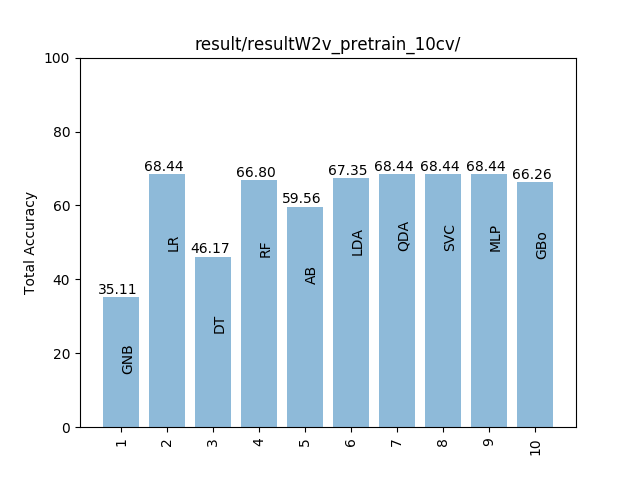 result/resultW2v_pretrain_10cv/
Total Accuracy
100
80
60
40
20
0
35.11
68.44
46.17
66.80
59.56
67.35
68.44
68.44
68.44
66.26
GNB
LR
DT
RF
AB
LDA
QDA
SVC
MLP
GBo
1
2
3
4
5
6
7
8
9
10